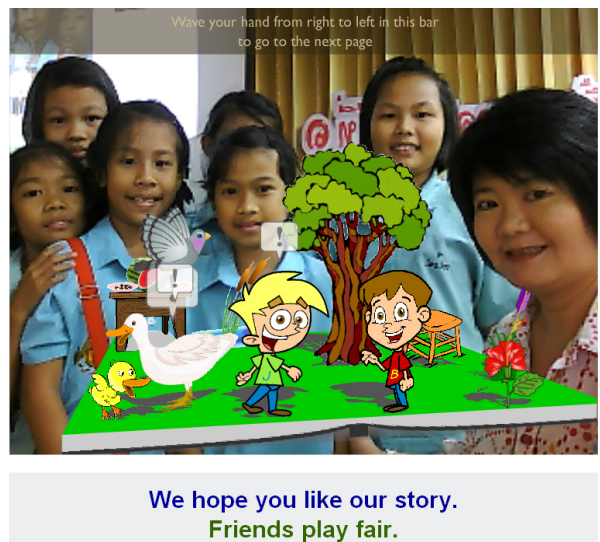 Wave your hand from right to left in this bar
to go to the next page
!
!
B
We hope you like our story.
Friends play fair.